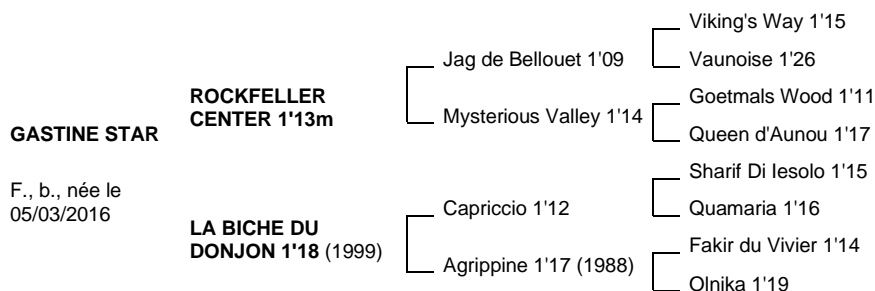 GASTINE STAR
F., b., née le
05/03/2016
ROCKFELLER
CENTER 1'13m
LA BICHE DU
DONJON 1'18 (1999)
Jag de Bellouet 1'09
Mysterious Valley 1'14
Capriccio 1'12
Agrippine 1'17 (1988)
Viking's Way 1'15
Vaunoise 1'26
Goetmals Wood 1'11
Queen d'Aunou 1'17
Sharif Di Iesolo 1'15
Quamaria 1'16
Fakir du Vivier 1'14
Olnika 1'19